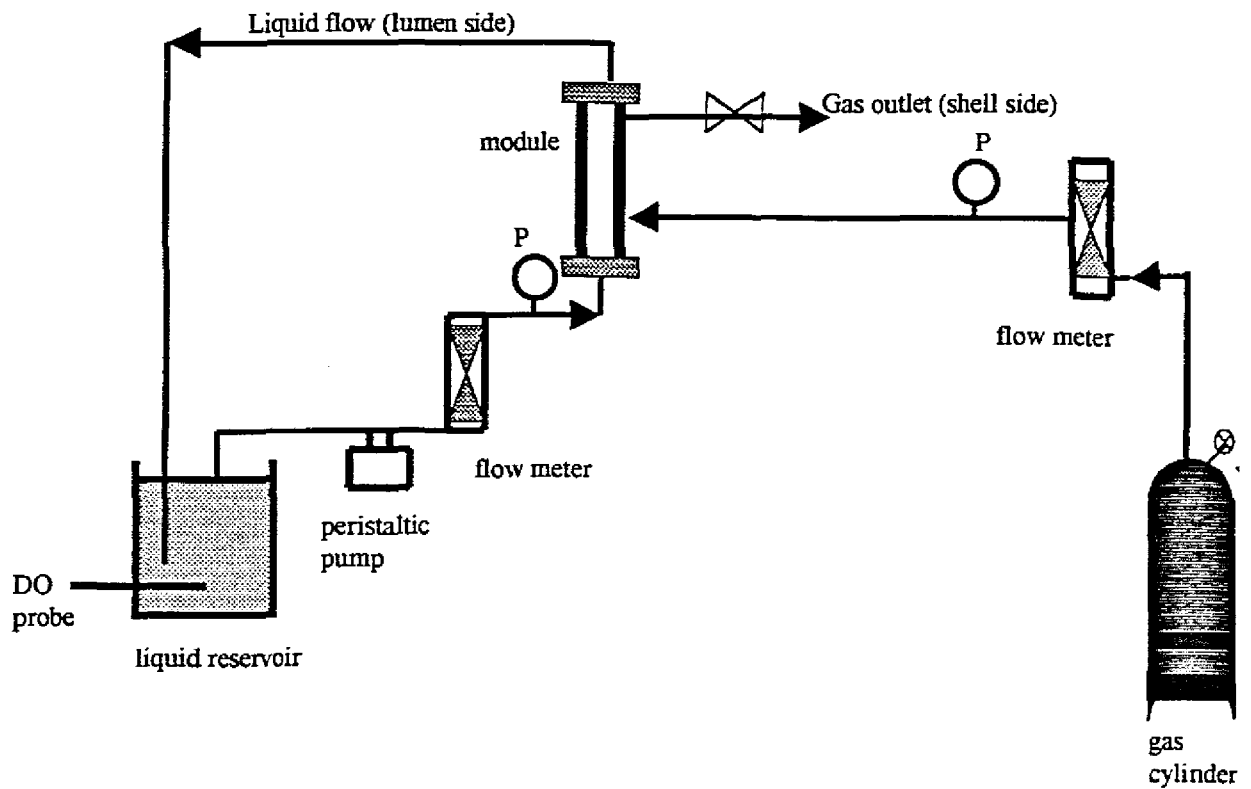 Liquid flow (lumen side)
Gas outlet (shell side)
module
P
P
flow meter
flow meter
peristaltic
pump
DO
probe
liquid reservoir
gas
cylinder